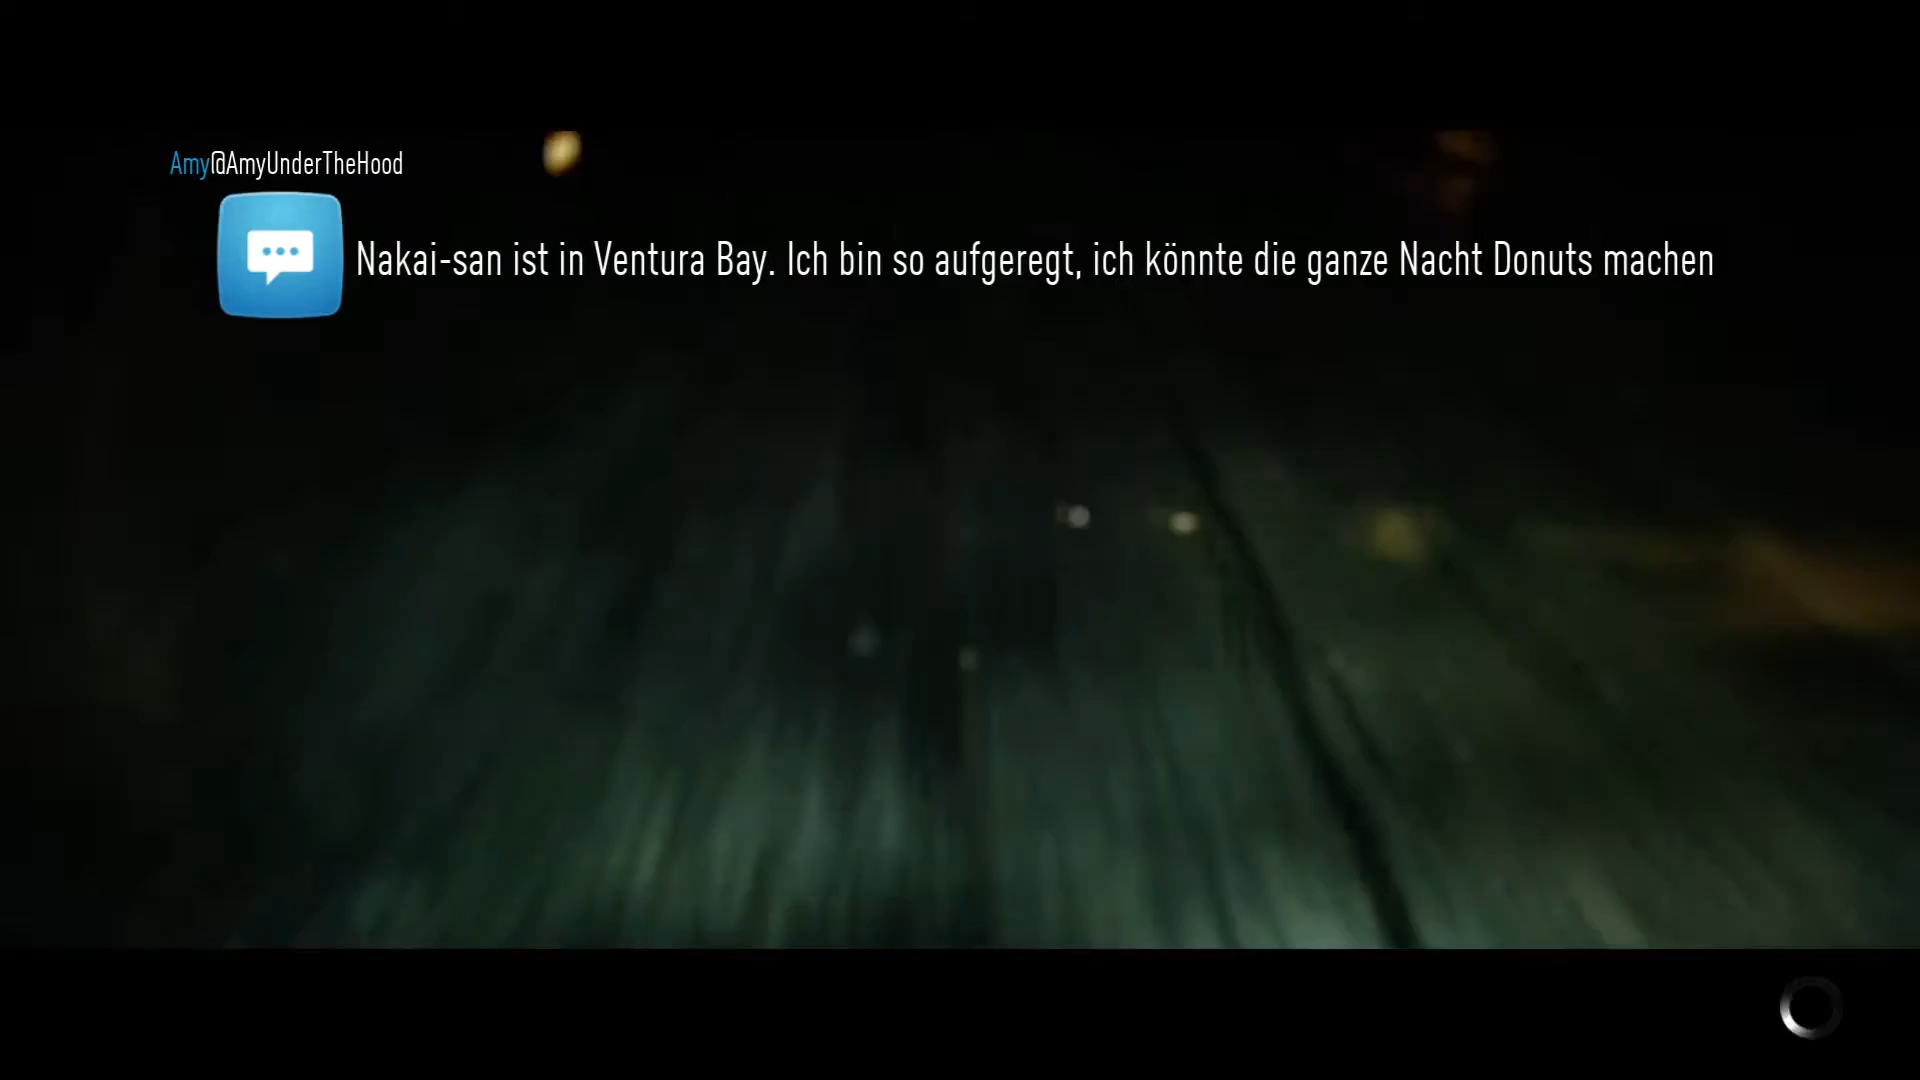 Amy@AmyUnderTheHood
Nakai-san ist in Ventura Bay. Ich bin so aufgeregt, ich könnte die ganze Nacht Donuts machen